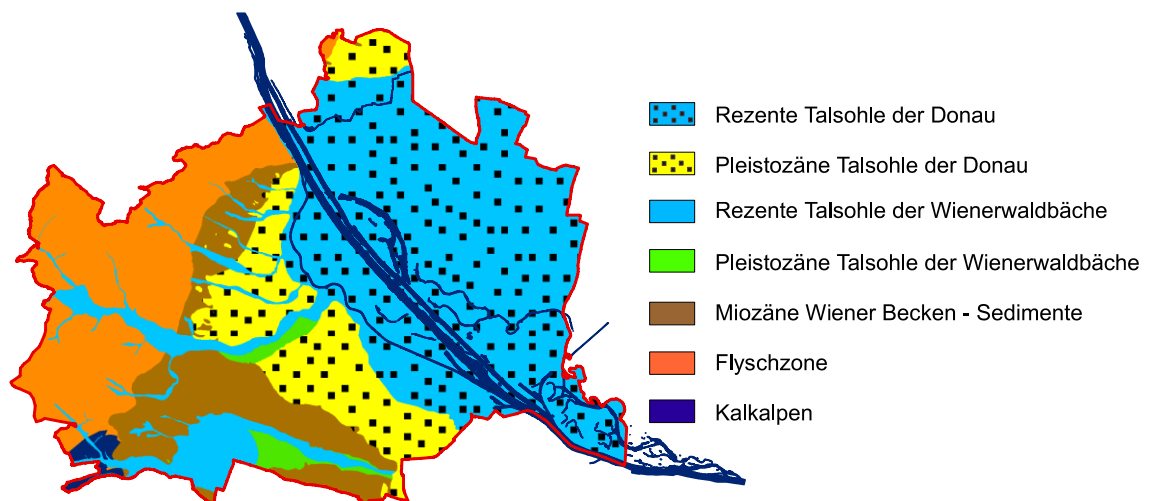 Rezente Talsohle der Donau
Pleistozäne Talsohle der Donau
Rezente Talsohle der Wienerwaldbäche
Pleistozäne Talsohle der Wienerwaldbäche
Miozäne Wiener Becken - Sedimente
Flyschzone
Kalkalpen